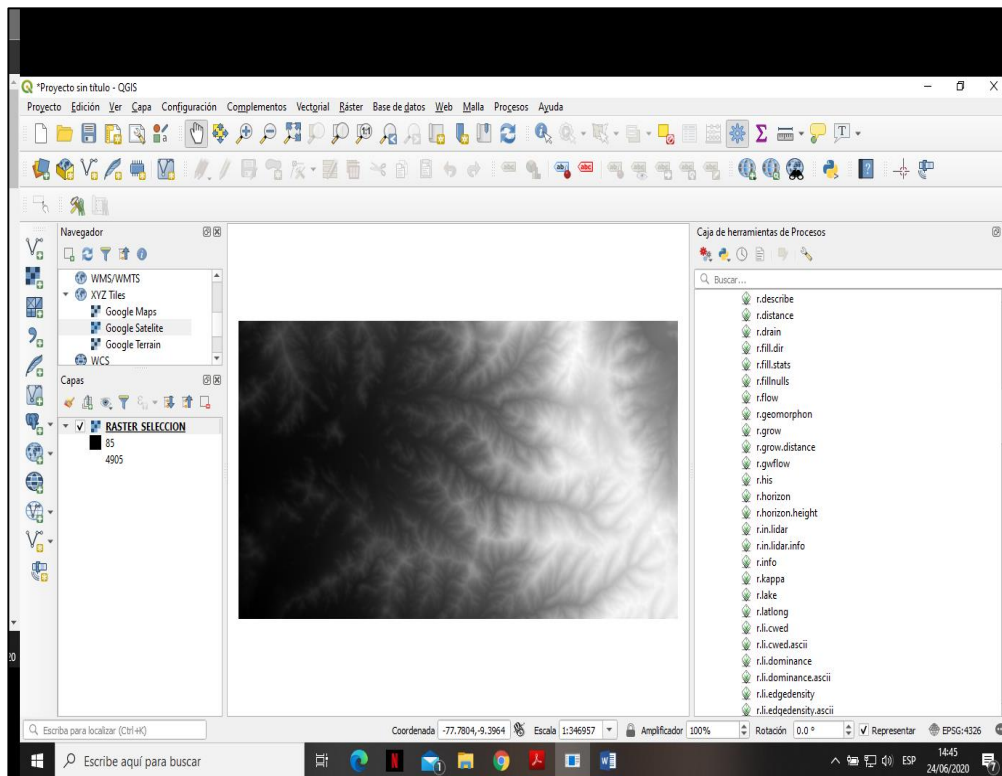 *Proyecto sin título - QGIS
Proyecto Edición Ver Capa Configuración Complementos Vectorial Ráster Base de datos Web Malla Procesos Ayuda
Navegador
WMS/WMTS
XYZ Tiles
Google Maps
Google Satelite
Google Terrain
WCS
Capas
RASTER SELECCION
85
4905
Caja de herramientas de Procesos
Buscar...
r.describe
r.distance
r.drain
r.fill.dir
r.fill.stats
r.fillnulls
r.flow
r.geomorphon
r.grow
r.grow.distance
r.gwflow
r.his
r.horizon
r.horizon.height
r.in.lidar
r.in.lidar.info
r.info
r.kappa
r.lake
r.latlong
r.li.cwed
r.li.cwed.ascii
r.li.dominance
r.li.dominance.ascii
r.li.edgedensity
r.li.edgedensity.ascii
Escriba para localizar (Ctrl+K)
Coordenada -77.7804,-9.3964 Escala 1:346957 Amplificador 100% Rotación 0.0 ° Representar EPSG:4326
Escribe aquí para buscar
ESP
14:45
24/06/2020